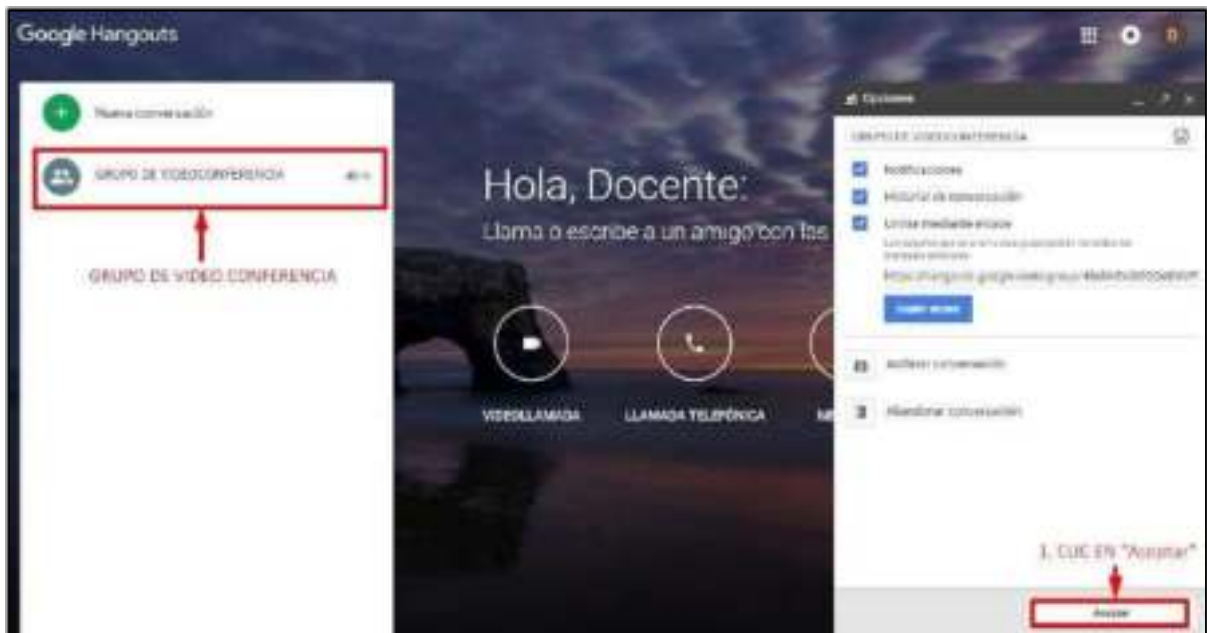 Google Hangouts
Nueva conversación
GRUPO DE VIDEOCONFERENCIA
GRUPO DE VIDEO CONFERENCIA
Hola, Docente:
Llama o escribe a un amigo con las
VIDEOLLAMADA
LLAMADA TELEFÓNICA
Opciones
GRUPO DE VIDEOCONFERENCIA
Notificaciones
Historial de conversación
Unirse mediante enlace
Archivar conversación
Abandonar conversación
1. CLIC EN "Aceptar"
Aceptar